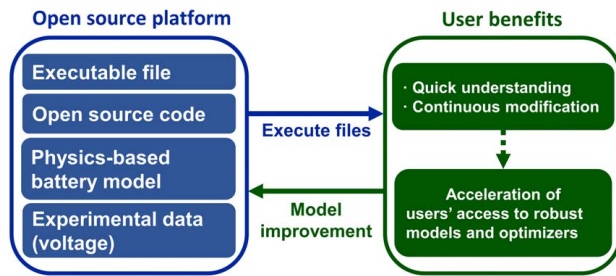 Open source platform
Executable file
Open source code
Physics-based
battery model
Experimental data
(voltage)
Execute files
Model
improvement
User benefits
· Quick understanding
· Continuous modification
Acceleration of
users' access to robust
models and optimizers